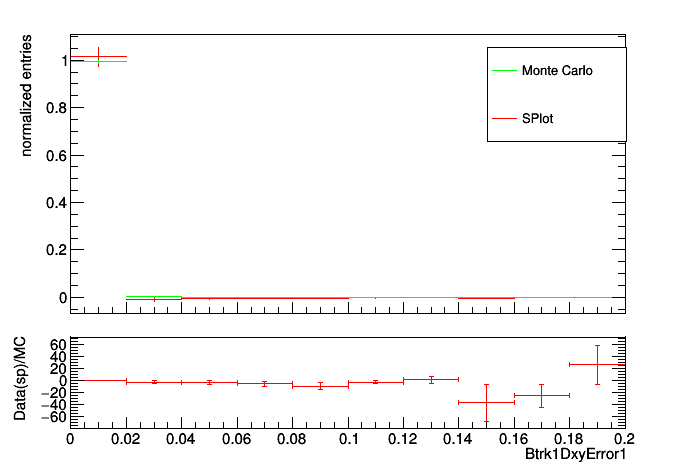 normalized entries
1
0.8
0.6
0.4
0.2
0
Monte Carlo
SPlot
Data(sp)/MC
60
40
20
0
−20
−40
−60
0 0.02 0.04 0.06 0.08 0.1 0.12 0.14 0.16 0.18 0.2
Btrk1DxyError1